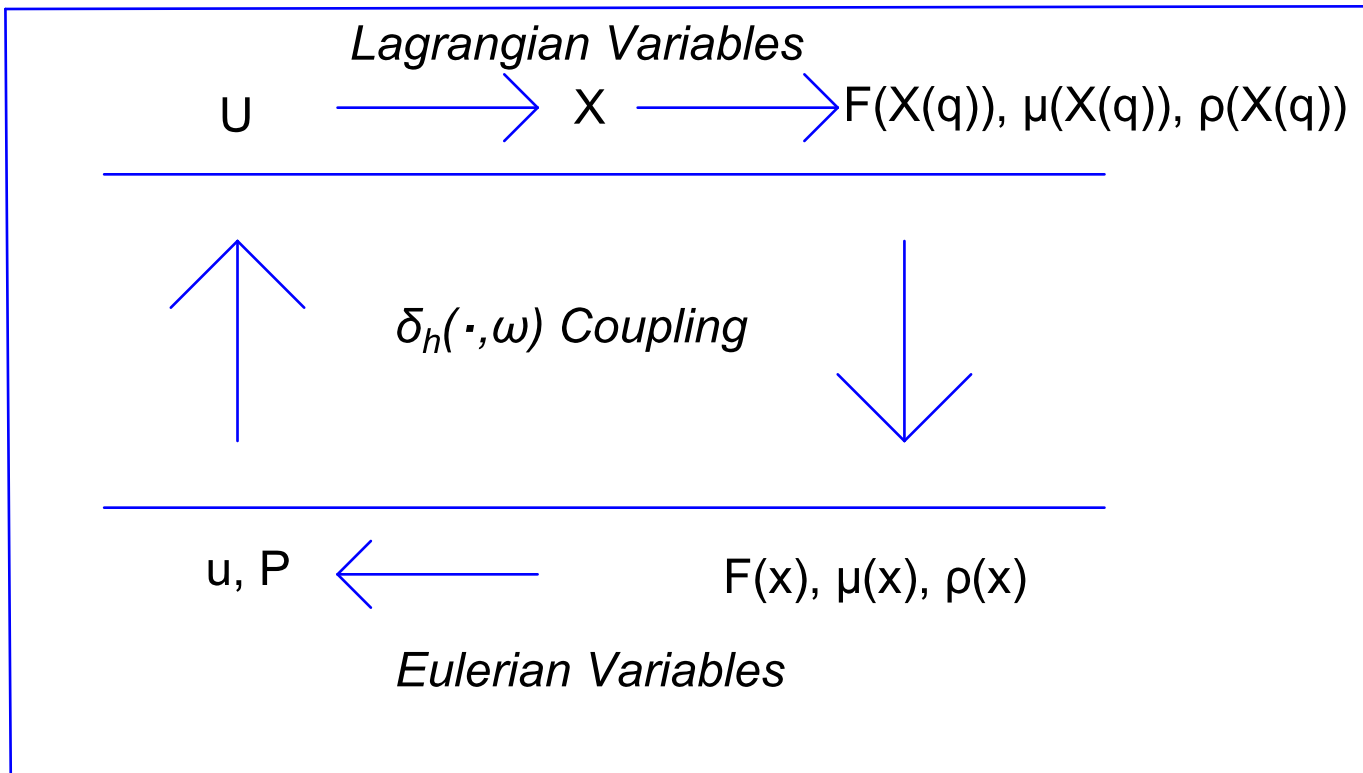 Lagrangian Variables
U X F(X(q)), μ(X(q)), ρ(X(q))
δh(·,ω) Coupling
u, P F(x), μ(x), ρ(x)
Eulerian Variables